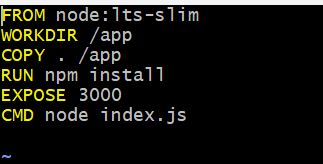 FROM node:lts-slim
WORKDIR /app
COPY . /app
RUN npm install
EXPOSE 3000
CMD node index.js
~